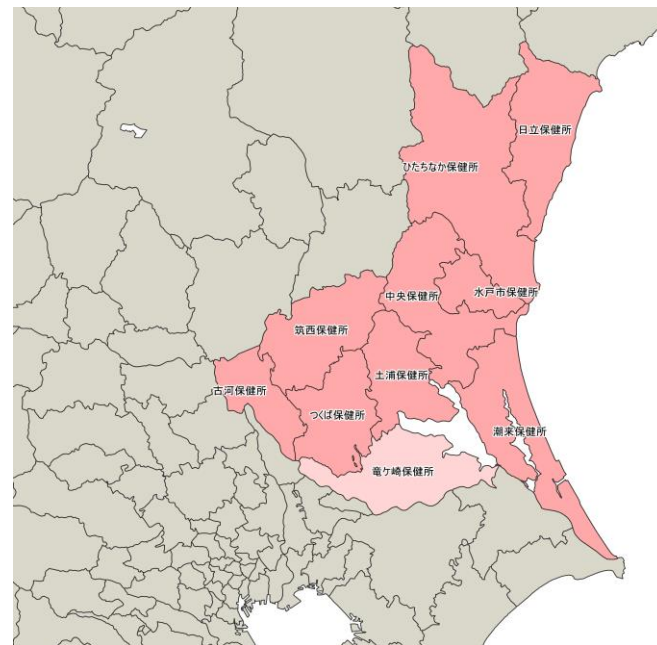 日立保健所
ひたちなか保健所
中央保健所
水戸市保健所
筑西保健所
土浦保健所
古河保健所
つくば保健所
潮来保健所
竜ケ崎保健所